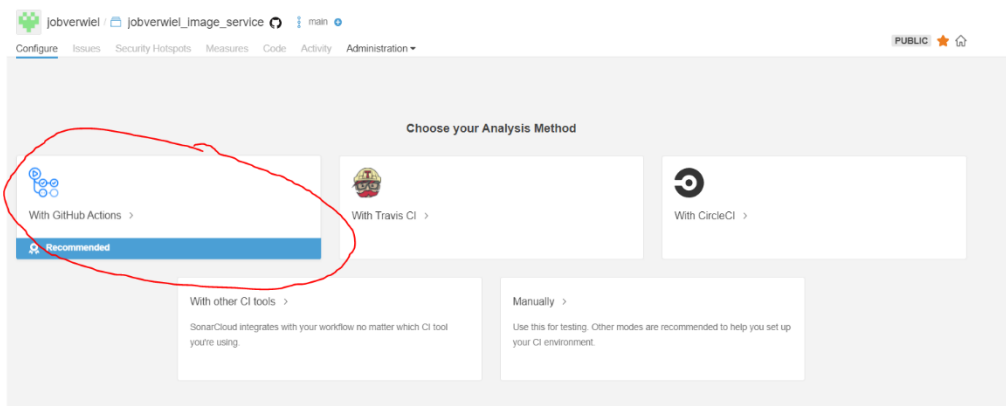 jobverwiel / jobverwiel_image_service main
Configure Issues Security Hotspots Measures Code Activity Administration
PUBLIC
Choose your Analysis Method
With GitHub Actions >
Recommended
With Travis CI >
With CircleCI >
With other CI tools >
SonarCloud integrates with your workflow no matter which CI tool
you're using.
Manually >
Use this for testing. Other modes are recommended to help you set up
your CI environment.